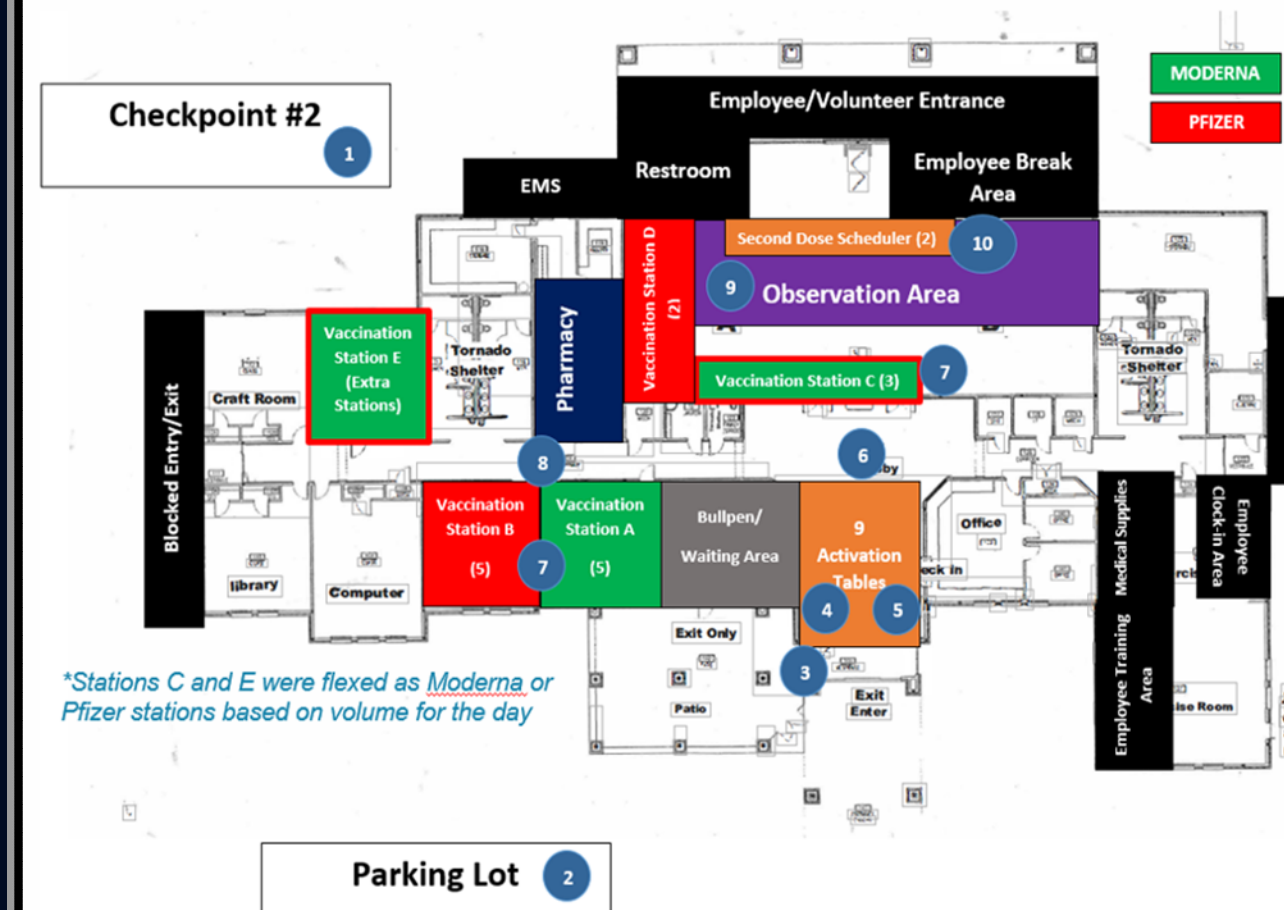 Checkpoint #2
1
MODERNA
PFIZER
Employee/Volunteer Entrance
Restroom
Employee Break
Area
EMS
Second Dose Scheduler (2)
10
9
Observation Area
Vaccination Station D
(2)
Pharmacy
Vaccination
Station E
(Extra
Stations)
Tornado
Shelter
Tornado
Shelter
Vaccination Station C (3)
7
Craft Room
Blocked Entry/Exit
8
6
Vaccination
Station B
(5)
7
Vaccination
Station A
(5)
Bullpen/
Waiting Area
9
Activation
Tables
4
5
Office
Medical Supplies
Employee
Clock-in Area
library
Computer
Exit Only
3
Patio
Exit
Enter
Employee Training
Area
ise Room
*Stations C and E were flexed as Moderna or
Pfizer stations based on volume for the day
Parking Lot
2